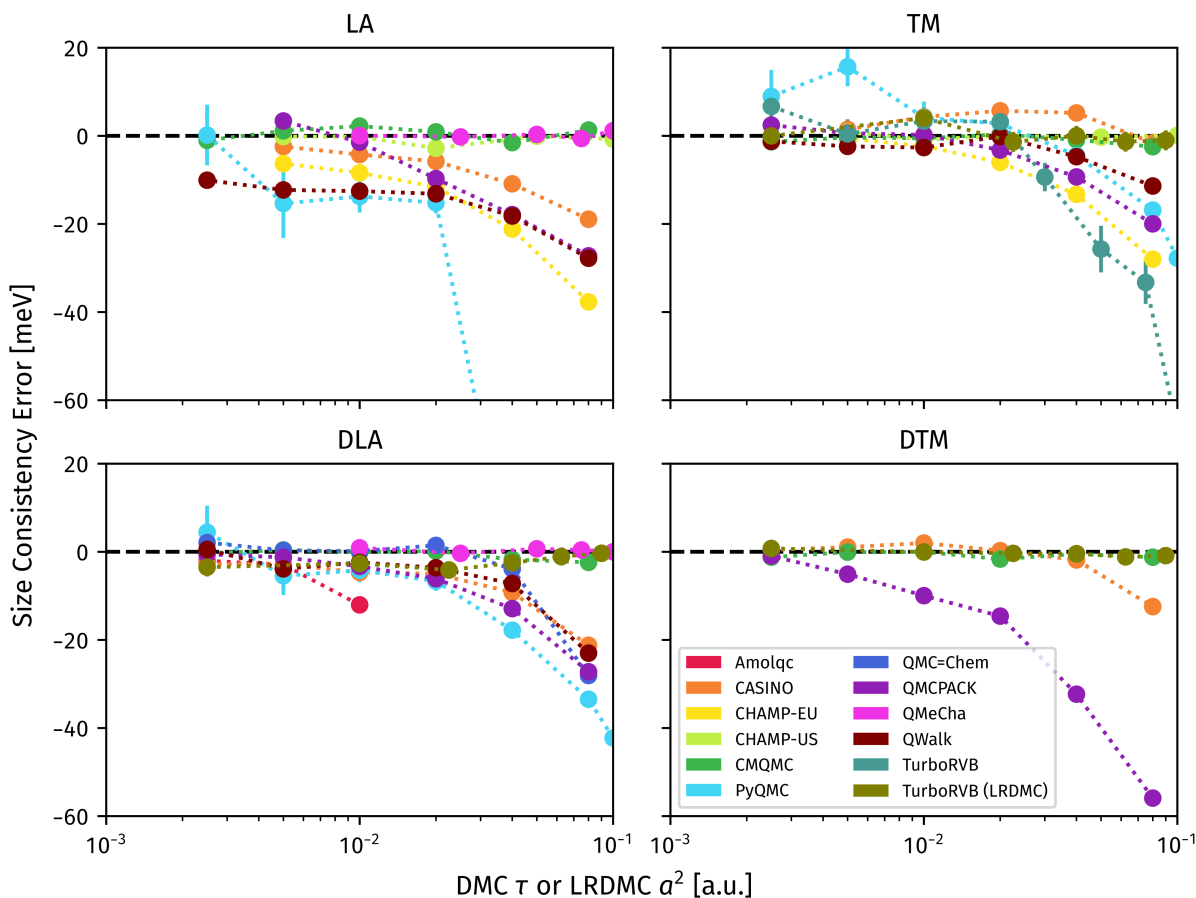 LA
TM
20
0
−20
−40
−60
DLA
DTM
20
0
−20
−40
−60
Size Consistency Error [meV]
Amolqc
CASINO
CHAMP-EU
CHAMP-US
CMQMC
PyQMC
QMC=Chem
QMCPACK
QMeCha
QWalk
TurboRVB
TurboRVB (LRDMC)
10⁻³
10⁻²
10⁻¹
10⁻³
10⁻²
10⁻¹
DMC τ or LRDMC a² [a.u.]